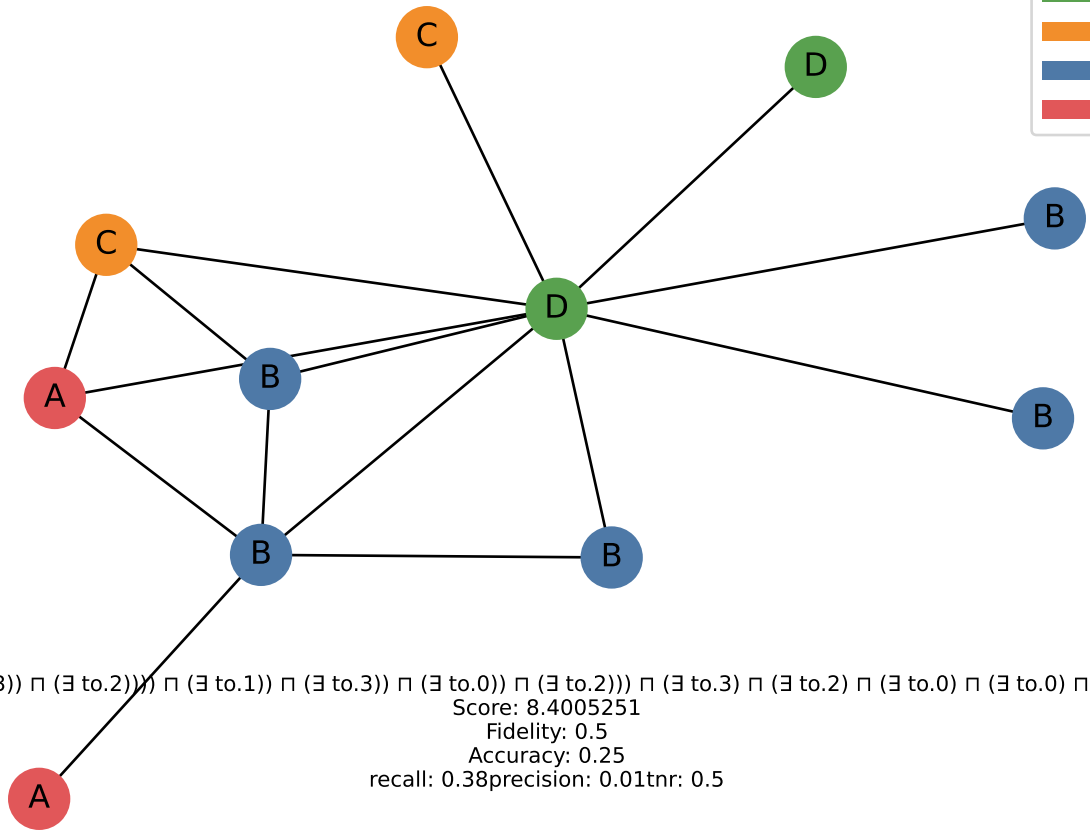 C
D
B
C
D
B
A
B
B
B
3)) ⊓ (∃ to.2)))) ⊓ (∃ to.1)) ⊓ (∃ to.3)) ⊓ (∃ to.0)) ⊓ (∃ to.2))) ⊓ (∃ to.3) ⊓ (∃ to.2) ⊓ (∃ to.0) ⊓ (∃ to.0) ⊓
Score: 8.4005251
Fidelity: 0.5
Accuracy: 0.25
recall: 0.38precision: 0.01tnr: 0.5
A